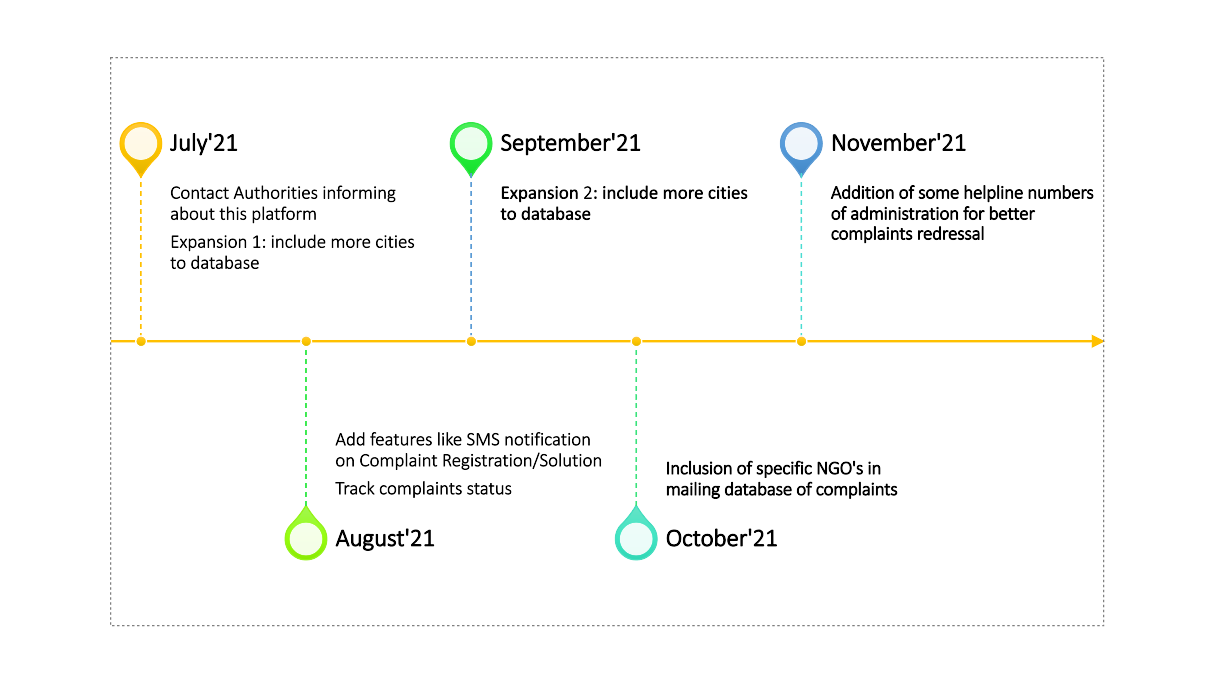 July'21
Contact Authorities informing
about this platform
Expansion 1: include more cities
to database
September'21
Expansion 2: include more cities
to database
November'21
Addition of some helpline numbers
of administration for better
complaints redressal
Add features like SMS notification
on Complaint Registration/Solution
Track complaints status
August'21
Inclusion of specific NGO's in
mailing database of complaints
October'21